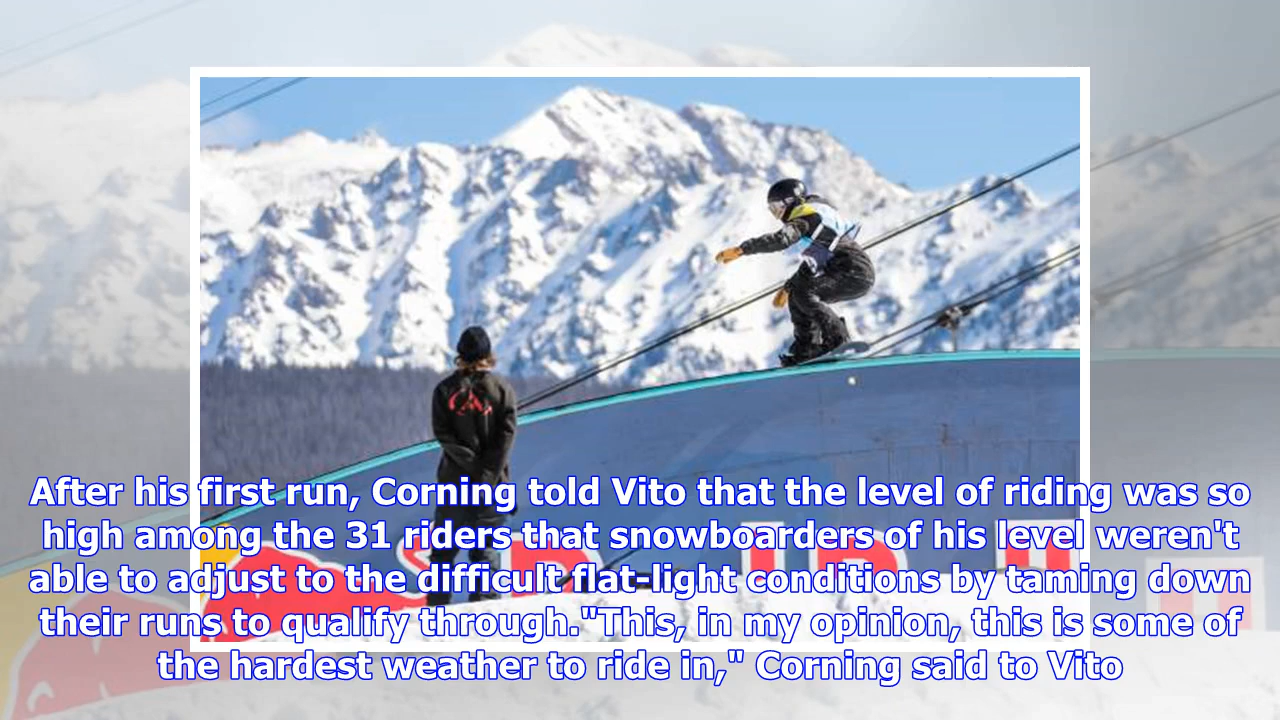 After his first run, Corning told Vito that the level of riding was so
high among the 31 riders that snowboarders of his level weren't
able to adjust to the difficult flat-light conditions by taming down
their runs to qualify through."This, in my opinion, this is some of
the hardest weather to ride in," Corning said to Vito